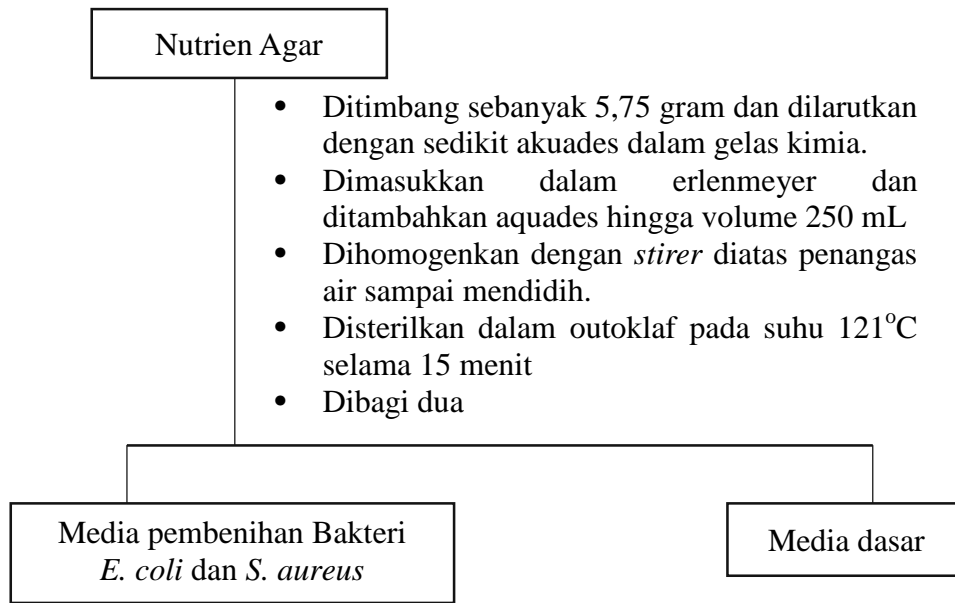 Nutrien Agar
• Ditimbang sebanyak 5,75 gram dan dilarutkan
dengan sedikit akuades dalam gelas kimia.
• Dimasukkan dalam erlenmeyer dan
ditambahkan aquades hingga volume 250 mL
• Dihomogenkan dengan stirer diatas penangas
air sampai mendidih.
• Disterilkan dalam outoklaf pada suhu 121°C
selama 15 menit
• Dibagi dua
Media pembenihan Bakteri
E. coli dan S. aureus
Media dasar